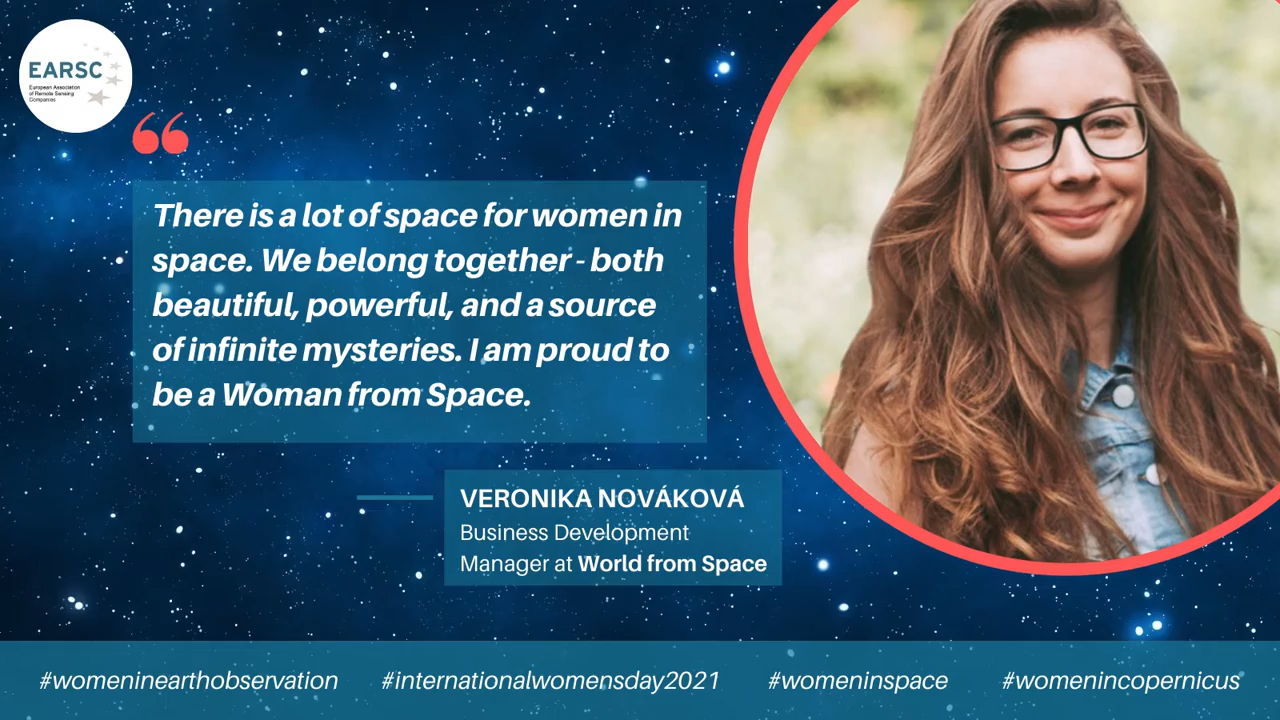 EARSC
European Association
of Remote Sensing
Companies
“
There is a lot of space for women in
space. We belong together - both
beautiful, powerful, and a source
of infinite mysteries. I am proud to
be a Woman from Space.
VERONIKA NOVÁKOVÁ
Business Development
Manager at World from Space
#womeninearthobservation #internationalwomensday2021 #womeninspace #womenincopernicus